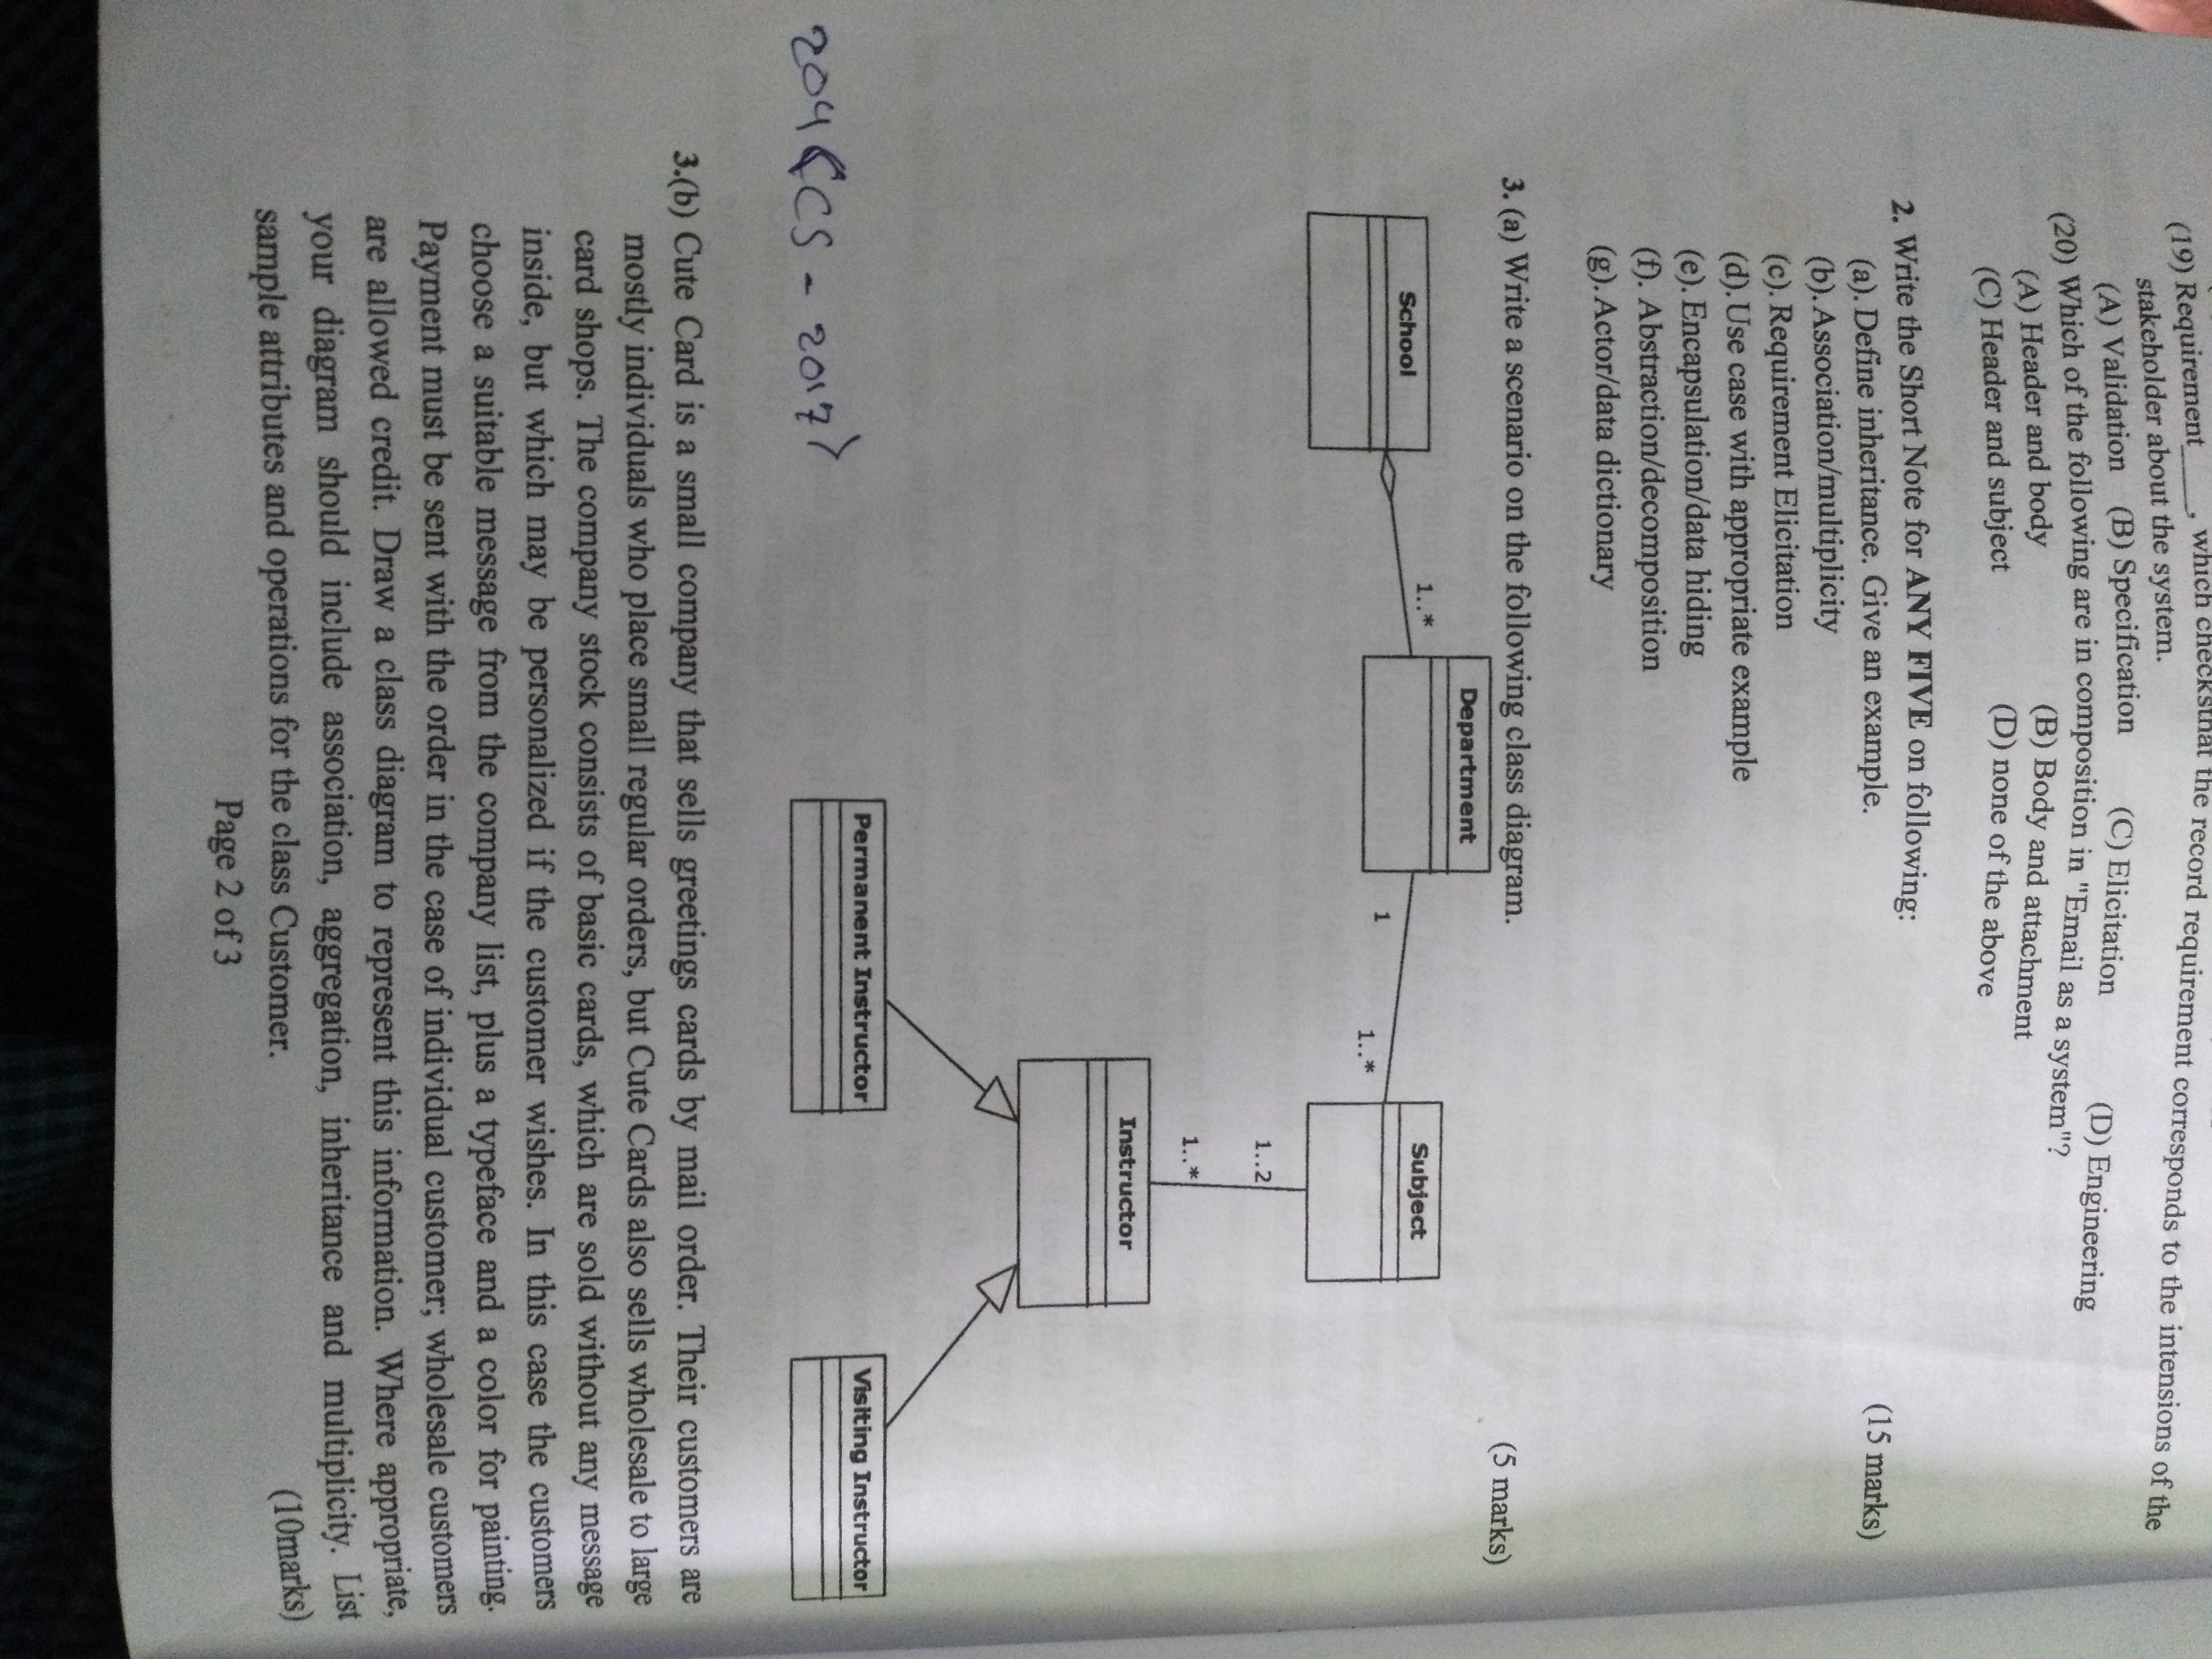 (19) Requirement____, which checks that the record requirement corresponds to the intensions of the
stakeholder about the system.
(A) Validation (B) Specification (C) Elicitation (D) Engineering
(20) Which of the following are in composition in "Email as a system"?
(A) Header and body (B) Body and attachment
(C) Header and subject (D) none of the above
2. Write the Short Note for ANY FIVE on following: (15 marks)
(a). Define inheritance. Give an example.
(b). Association/multiplicity
(c). Requirement Elicitation
(d). Use case with appropriate example
(e). Encapsulation/data hiding
(f). Abstraction/decomposition
(g). Actor/data dictionary
3. (a) Write a scenario on the following class diagram. (5 marks)
School
1..*
Department
1
1..*
Subject
1..2
1..*
Instructor
Permanent Instructor
Visiting Instructor
3.(b) Cute Card is a small company that sells greetings cards by mail order. Their customers are
mostly individuals who place small regular orders, but Cute Cards also sells wholesale to large
card shops. The company stock consists of basic cards, which are sold without any message
inside, but which may be personalized if the customer wishes. In this case the customers
choose a suitable message from the company list, plus a typeface and a color for painting.
Payment must be sent with the order in the case of individual customer; wholesale customers
are allowed credit. Draw a class diagram to represent this information. Where appropriate,
your diagram should include association, aggregation, inheritance and multiplicity. List
sample attributes and operations for the class Customer. (10marks)
Page 2 of 3